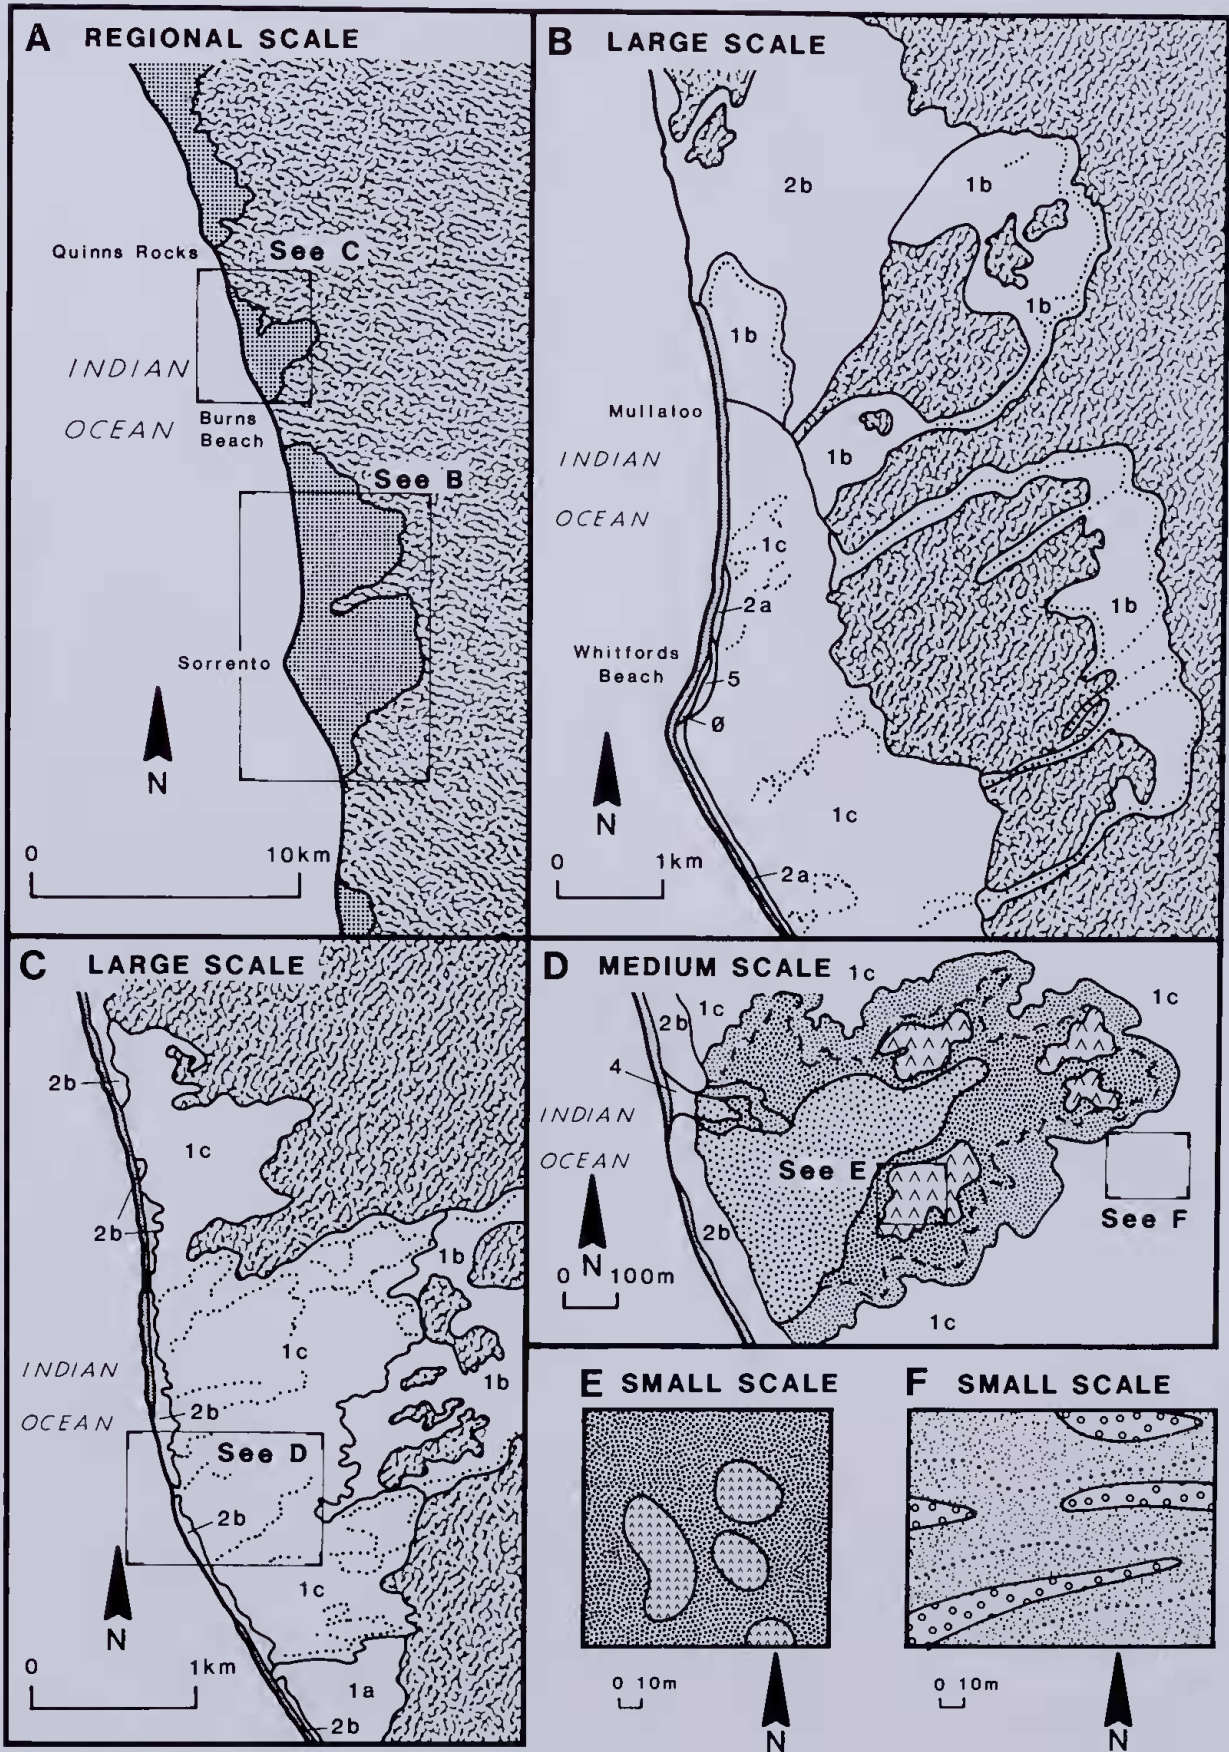 A REGIONAL SCALE
Quinns Rocks
See C
INDIAN
OCEAN
Burns
Beach
See B
Sorrento
N
0 10km
B LARGE SCALE
2b
1b
1b
1b
Mullaloo
1b
INDIAN
OCEAN
1c
2a
1b
Whitfords
Beach
5
Ø
N
1c
0 1km
2a
C LARGE SCALE
2b
1c
2b
1b
1c
1b
INDIAN
OCEAN
2b
See D
2b
1c
N
0 1km
1a
2b
D MEDIUM SCALE
1c
1c
1c
2b
4
INDIAN
OCEAN
See E
See F
2b
N
0 100m
1c
E SMALL SCALE
0 10m
N
F SMALL SCALE
0 10m
N